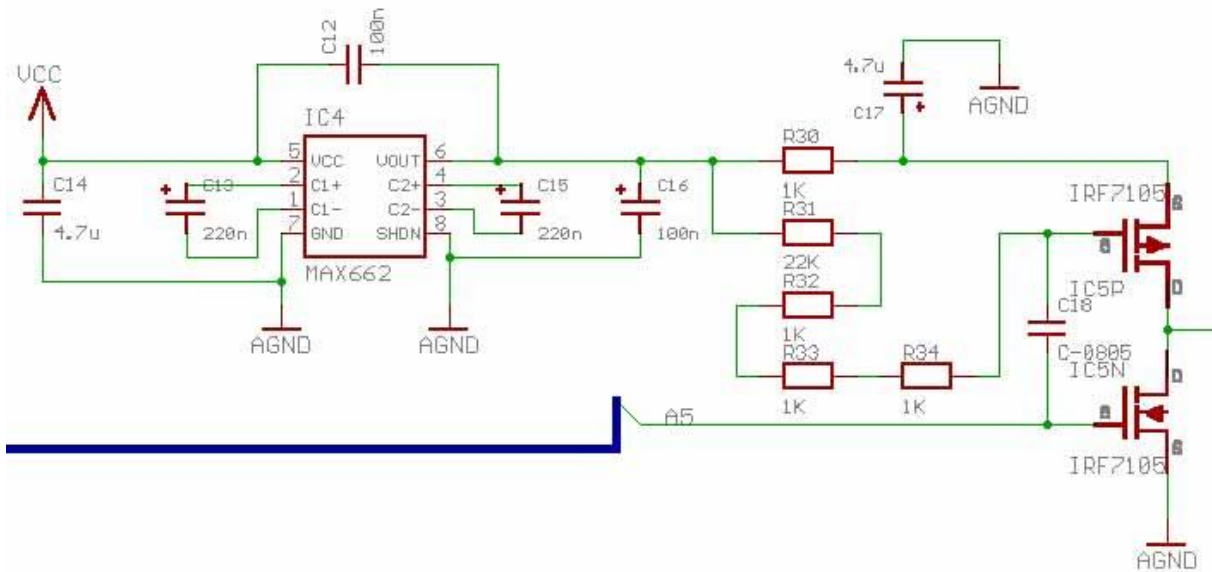 C12
100n
VCC
4.7u
C17
AGND
IC4
R30
1K
C14
4.7u
C13
220n
5 VCC VOUT 6
2 C1+ C2+ 4
1 C1- C2- 3
7 GND SHDN 8
MAX662
C15
220n
C16
100n
R31
22K
R32
1K
R33
1K
R34
1K
IRF7105
S
G
IC5P
D
C18
C-0805
IC5N
D
G
S
IRF7105
AGND
AGND
A5
AGND